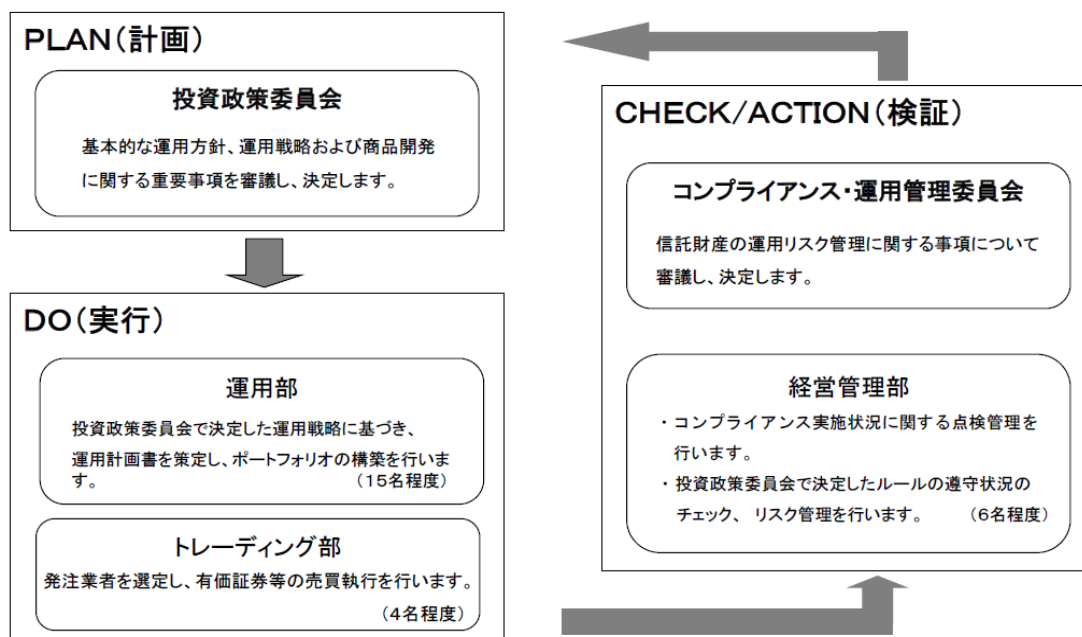 PLAN(計画)
投資政策委員会
基本的な運用方針、運用戦略および商品開発
に関する重要事項を審議し、決定します。
DO(実行)
運用部
投資政策委員会で決定した運用戦略に基づき、
運用計画書を策定し、ポートフォリオの構築を行いま
す。 (15名程度)
トレーディング部
発注業者を選定し、有価証券等の売買執行を行います。
(4名程度)
CHECK/ACTION(検証)
コンプライアンス・運用管理委員会
信託財産の運用リスク管理に関する事項について
審議し、決定します。
経営管理部
・コンプライアンス実施状況に関する点検管理を
行います。
・投資政策委員会で決定したルールの遵守状況の
チェック、 リスク管理を行います。 (6名程度)